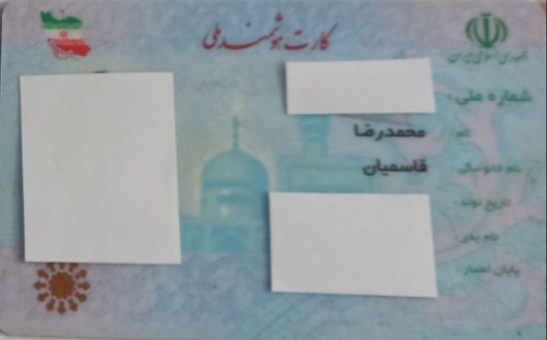 کارت هوشمند ملی
جمهوری اسلامی ایران
شماره ملی :
نام : محمدرضا
نام خانوادگی : قاسمیان
تاریخ تولد :
نام پدر :
پایان اعتبار :